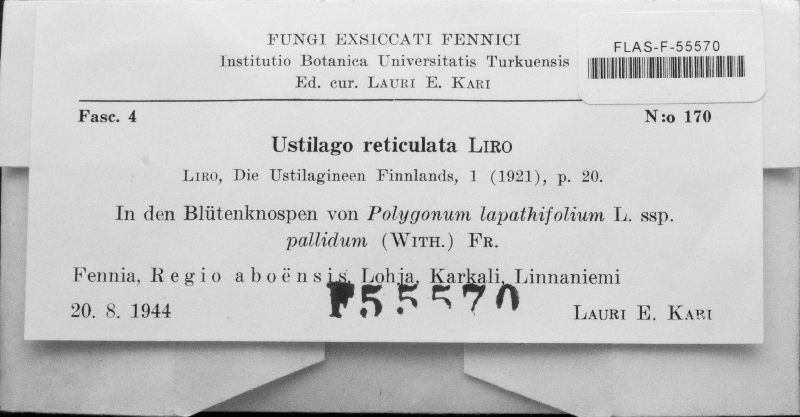 FUNGI EXSICCATI FENNICI
Institutio Botanica Universitatis Turkuensis
Ed. cur. LAURI E. KARI
FLAS-F-55570
Fasc. 4 N:o 170
Ustilago reticulata LIRO
LIRO, Die Ustilagineen Finnlands, 1 (1921), p. 20.
In den Blütenknospen von Polygonum lapathifolium L. ssp.
pallidum (WITH.) FR.
Fennia, Regio aboënsis, Lohja, Karkali, Linnaniemi
F55570
20. 8. 1944 LAURI E. KARI